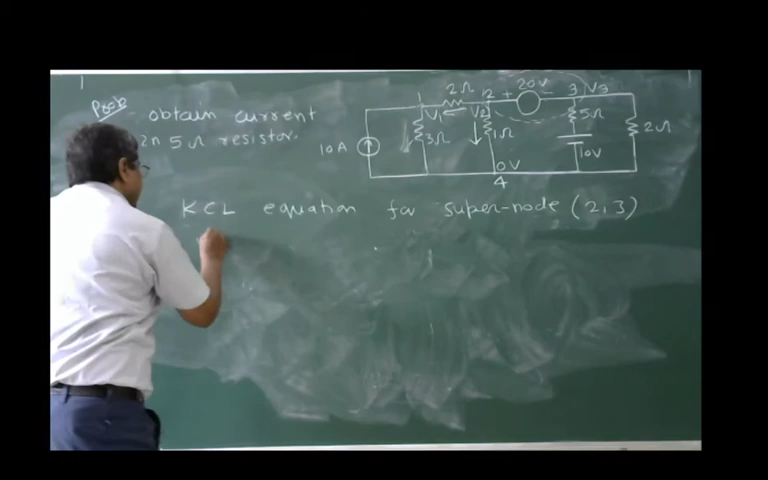 Prob obtain current
in 5Ω resistor.
2Ω 2 + 20V - 3 V3
1 V1 V2
10A 3Ω 1Ω 5Ω 2Ω
10V
0V
4
KCL equation for super-node (2,3)